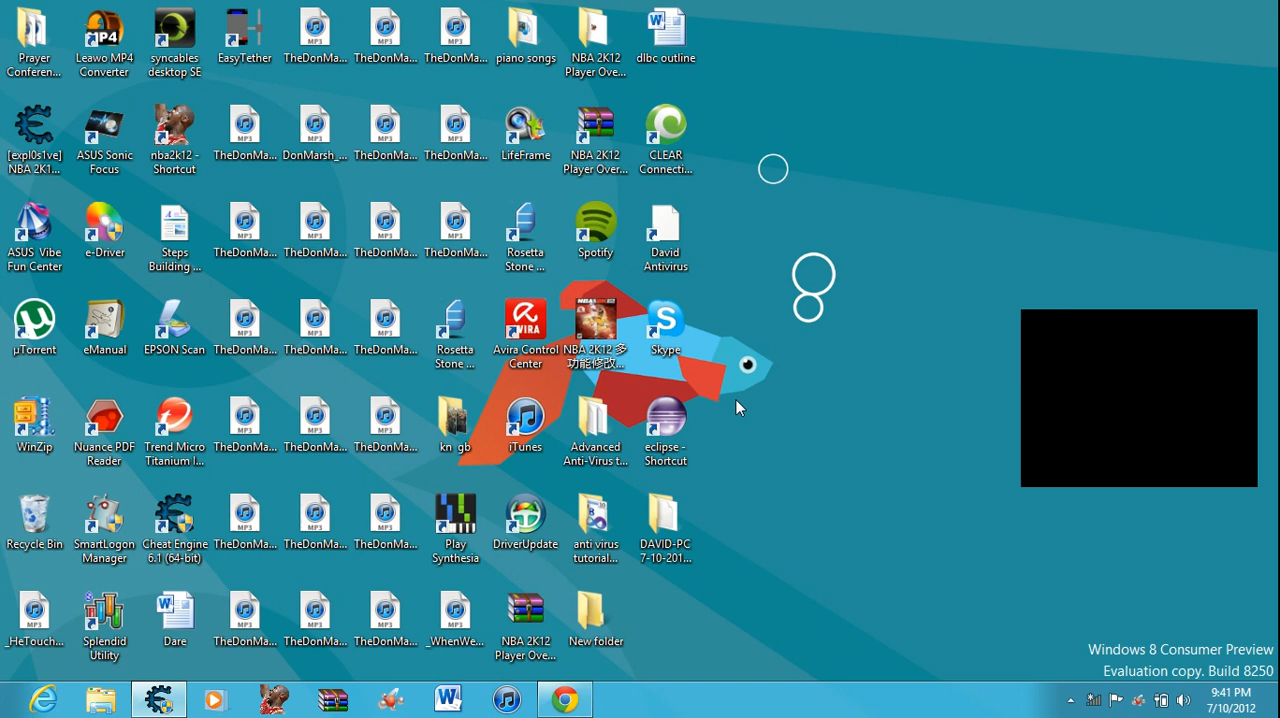 Prayer
Conferen...
Leawo MP4
Converter
syncables
desktop SE
EasyTether
TheDonMa...
TheDonMa...
TheDonMa...
piano songs
NBA 2K12
Player Ove...
dlbc outline
[expl0s1ve]
NBA 2K1...
ASUS Sonic
Focus
nba2k12 -
Shortcut
TheDonMa...
DonMarsh_...
TheDonMa...
TheDonMa...
LifeFrame
NBA 2K12
Player Over...
CLEAR
Connecti...
ASUS Vibe
Fun Center
e-Driver
Steps
Building ...
TheDonMa...
TheDonMa...
TheDonMa...
TheDonMa...
Rosetta
Stone ...
Spotify
David
Antivirus
µTorrent
eManual
EPSON Scan
TheDonMa...
TheDonMa...
TheDonMa...
Rosetta
Stone ...
Avira Control
Center
NBA 2K12 多
功能修改...
Skype
WinZip
Nuance PDF
Reader
Trend Micro
Titanium I...
TheDonMa...
TheDonMa...
TheDonMa...
kn gb
iTunes
Advanced
Anti-Virus t...
eclipse -
Shortcut
Recycle Bin
SmartLogon
Manager
Cheat Engine
6.1 (64-bit)
TheDonMa...
TheDonMa...
TheDonMa...
Play
Synthesia
DriverUpdate
anti virus
tutorial...
DAVID-PC
7-10-201...
_HeTouch...
Splendid
Utility
Dare
TheDonMa...
TheDonMa...
TheDonMa...
_WhenWe...
NBA 2K12
Player Ove...
New folder
Windows 8 Consumer Preview
Evaluation copy. Build 8250
9:41 PM
7/10/2012